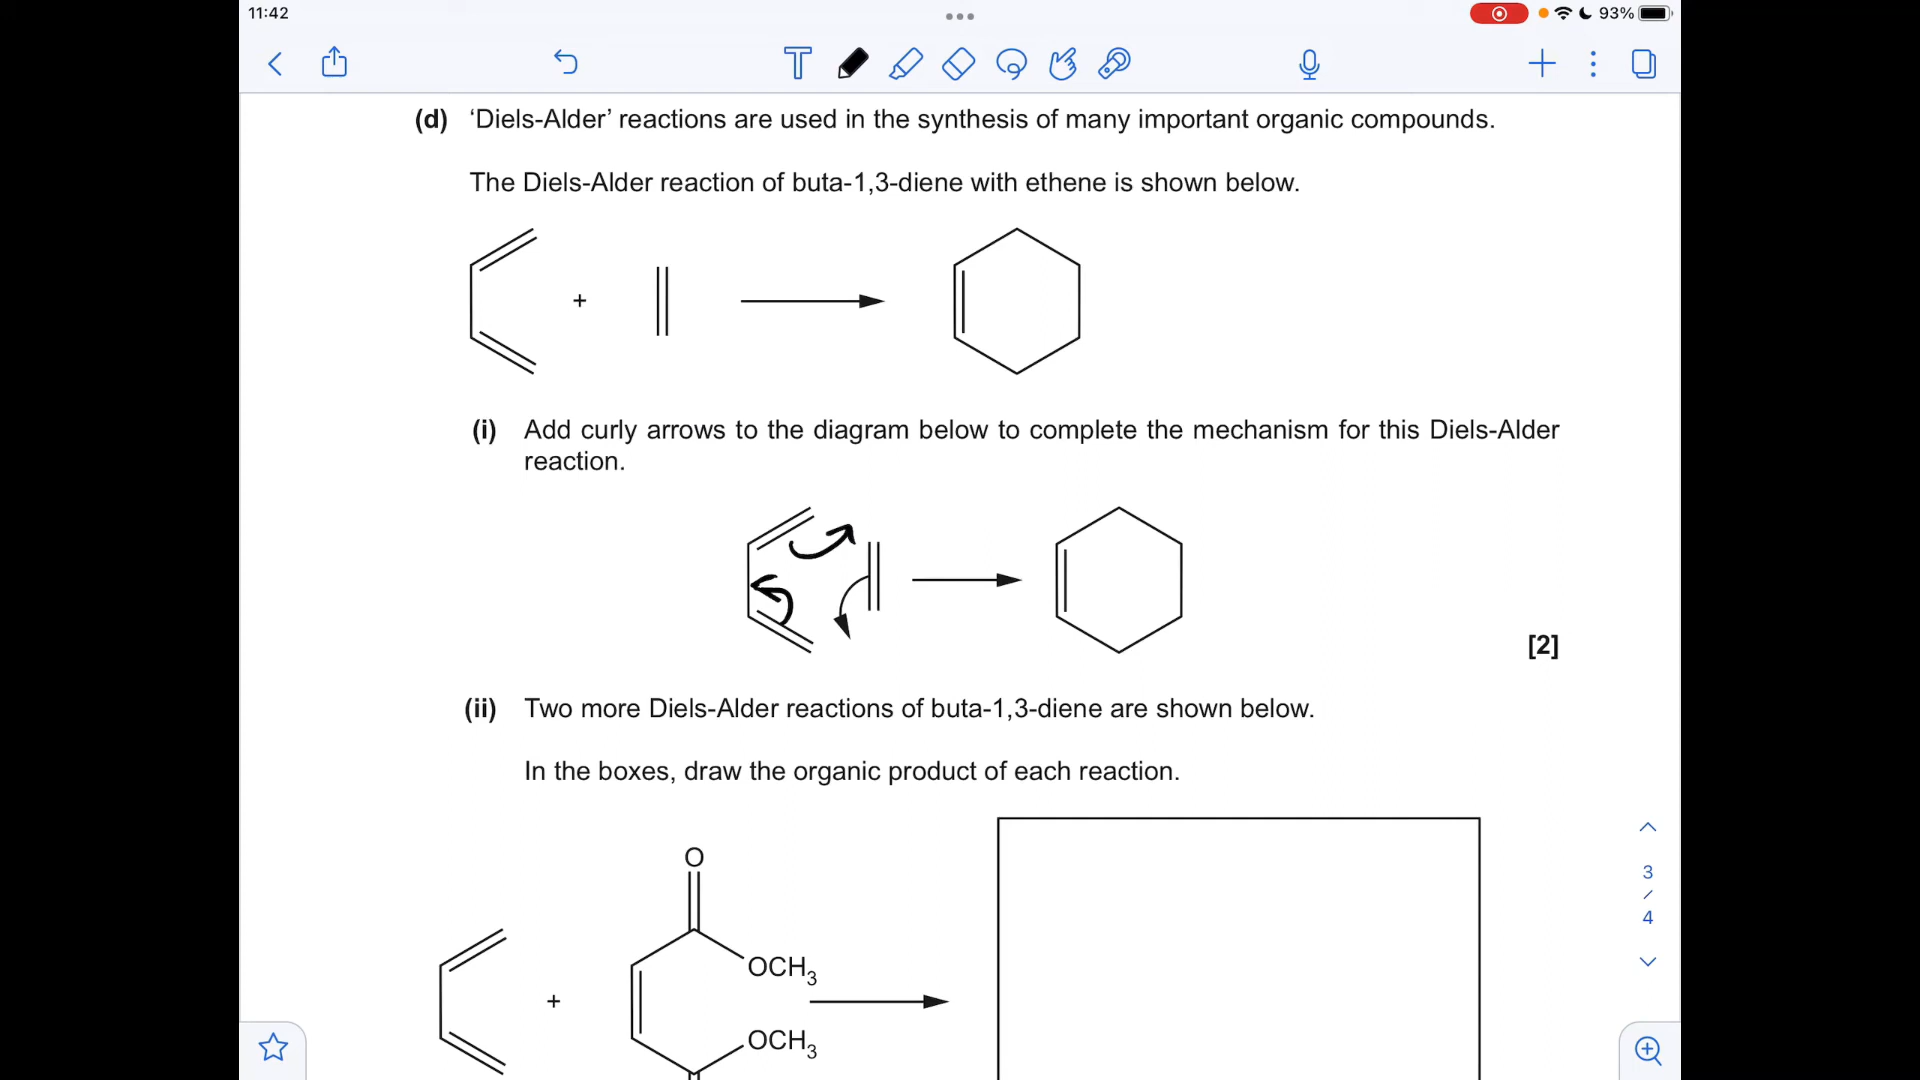 11:42
93%
(d) ‘Diels-Alder’ reactions are used in the synthesis of many important organic compounds.
The Diels-Alder reaction of buta-1,3-diene with ethene is shown below.
+
(i) Add curly arrows to the diagram below to complete the mechanism for this Diels-Alder
reaction.
[2]
(ii) Two more Diels-Alder reactions of buta-1,3-diene are shown below.
In the boxes, draw the organic product of each reaction.
O
OCH3
+
OCH3
3
/
4